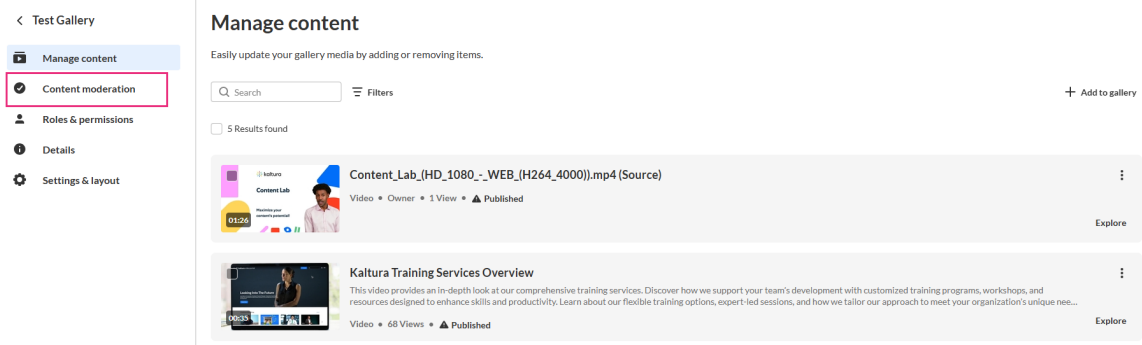 Test Gallery
Manage content
Content moderation
Roles & permissions
Details
Settings & layout
Manage content
Easily update your gallery media by adding or removing items.
Search
Filters
Add to gallery
5 Results found
kaltura
Content Lab
Maximize your
content's potential!
01:26
Content_Lab_(HD_1080_-_WEB_(H264_4000)).mp4 (Source)
Video • Owner • 1 View • Published
Explore
Looking Into The Future
00:35
Kaltura Training Services Overview
This video provides an in-depth look at our comprehensive training services. Discover how we support your team's development with customized training programs, workshops, and
resources designed to enhance skills and productivity. Learn about our flexible training options, expert-led sessions, and how we tailor our approach to meet your organization's unique nee...
Video • 68 Views • Published
Explore